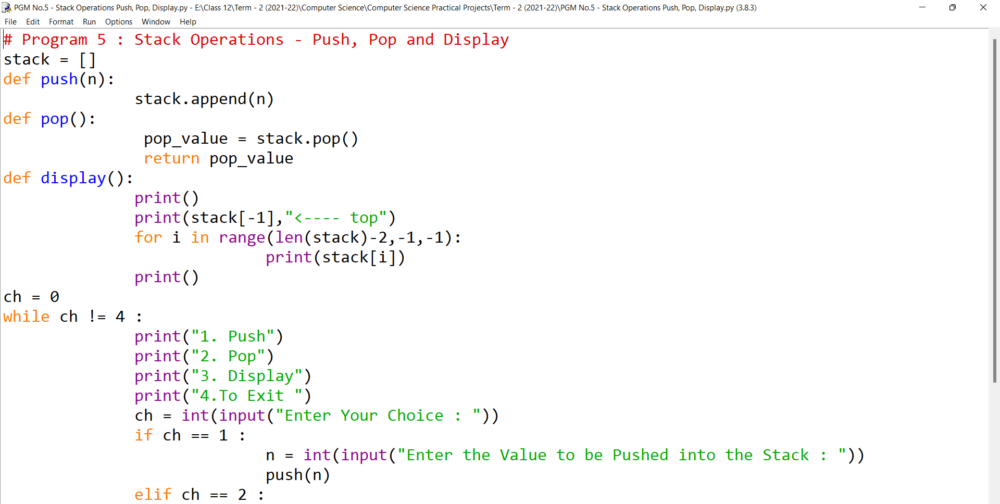 PGM No.5 - Stack Operations Push, Pop, Display.py - E:\Class 12\Term - 2 (2021-22)\Computer Science\Computer Science Practical Projects\Term - 2 (2021-22)\PGM No.5 - Stack Operations Push, Pop, Display.py (3.8.3)
File Edit Format Run Options Window Help
# Program 5 : Stack Operations - Push, Pop and Display
stack = []
def push(n):
              stack.append(n)
def pop():
               pop_value = stack.pop()
               return pop_value
def display():
              print()
              print(stack[-1],"<---- top")
              for i in range(len(stack)-2,-1,-1):
                            print(stack[i])
              print()
ch = 0
while ch != 4 :
              print("1. Push")
              print("2. Pop")
              print("3. Display")
              print("4.To Exit ")
              ch = int(input("Enter Your Choice : "))
              if ch == 1 :
                            n = int(input("Enter the Value to be Pushed into the Stack : "))
                            push(n)
              elif ch == 2 :